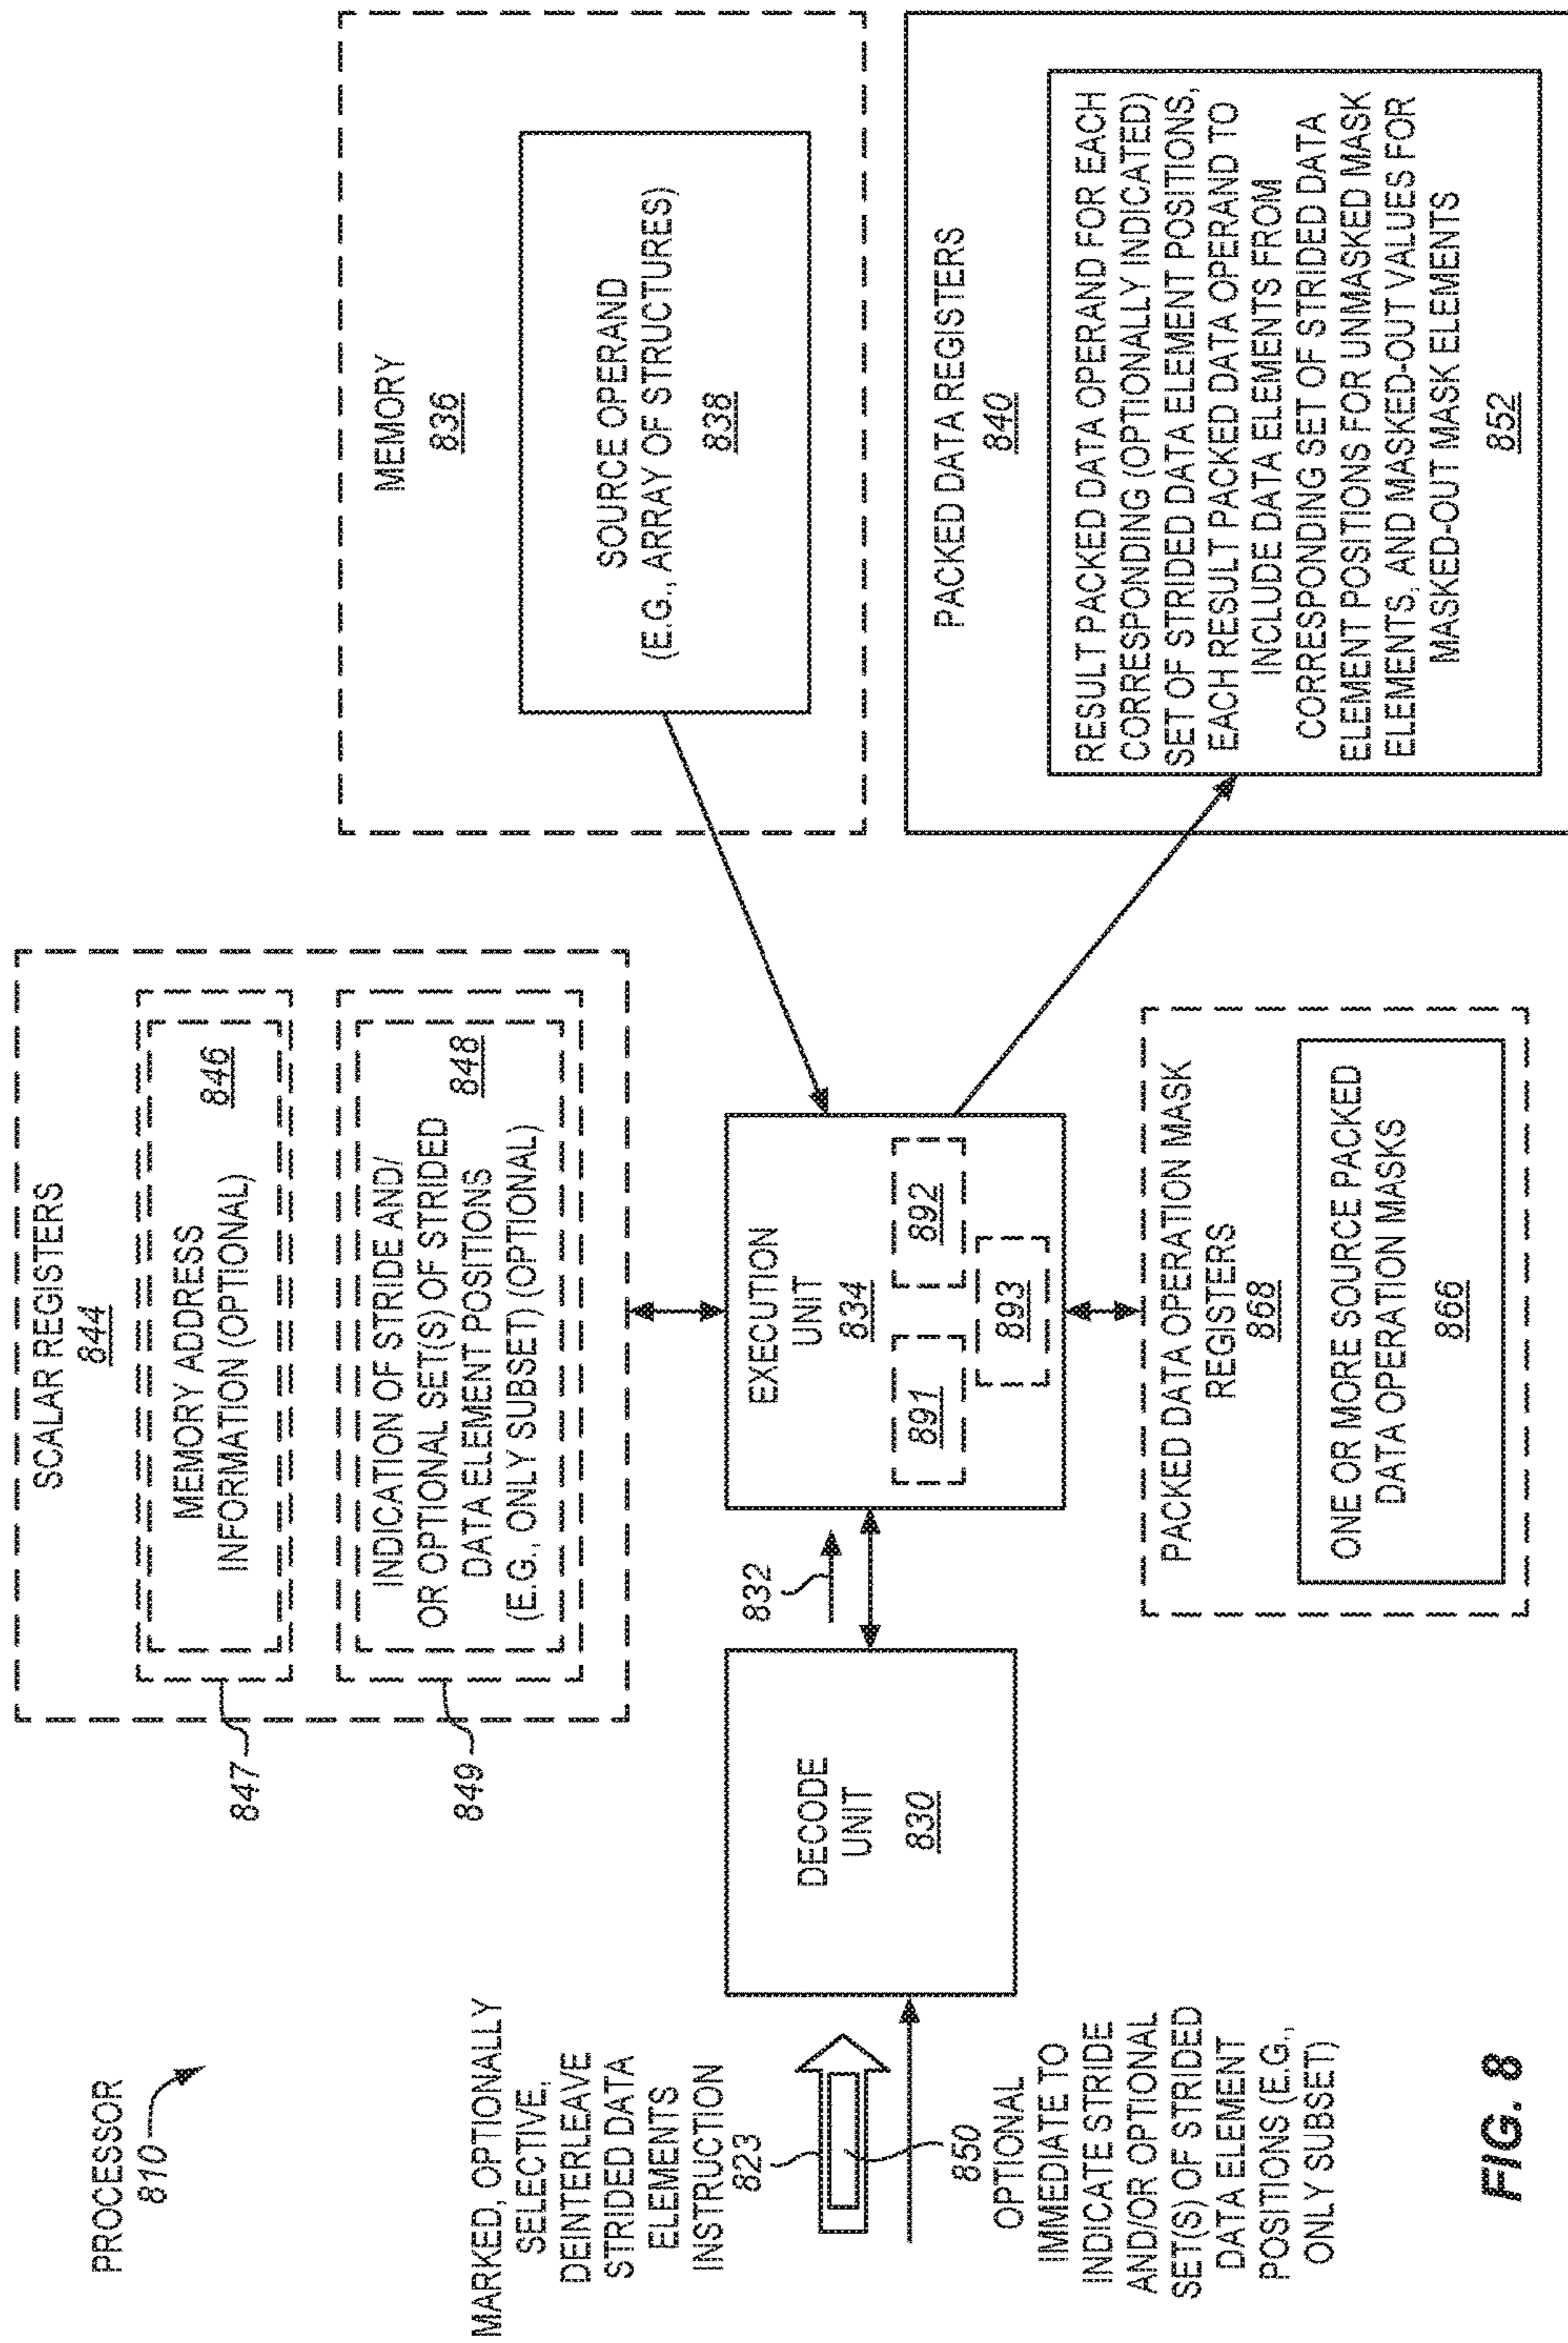 PROCESSOR
810
MARKED, OPTIONALLY
SELECTIVE,
DEINTERLEAVE
STRIDED DATA
ELEMENTS
INSTRUCTION
823
850
OPTIONAL
IMMEDIATE TO
INDICATE STRIDE
AND/OR OPTIONAL
SET(S) OF STRIDED
DATA ELEMENT
POSITIONS (E.G.,
ONLY SUBSET)
DECODE
UNIT
830
832
SCALAR REGISTERS
844
MEMORY ADDRESS
INFORMATION (OPTIONAL)
846
847
INDICATION OF STRIDE AND/
OR OPTIONAL SET(S) OF STRIDED
DATA ELEMENT POSITIONS
(E.G., ONLY SUBSET) (OPTIONAL)
848
849
EXECUTION
UNIT
834
891
892
893
PACKED DATA OPERATION MASK
REGISTERS
868
ONE OR MORE SOURCE PACKED
DATA OPERATION MASKS
866
MEMORY
836
SOURCE OPERAND
(E.G., ARRAY OF STRUCTURES)
838
PACKED DATA REGISTERS
840
RESULT PACKED DATA OPERAND FOR EACH
CORRESPONDING (OPTIONALLY INDICATED)
SET OF STRIDED DATA ELEMENT POSITIONS,
EACH RESULT PACKED DATA OPERAND TO
INCLUDE DATA ELEMENTS FROM
CORRESPONDING SET OF STRIDED DATA
ELEMENT POSITIONS FOR UNMASKED MASK
ELEMENTS, AND MASKED-OUT VALUES FOR
MASKED-OUT MASK ELEMENTS
852
FIG. 8